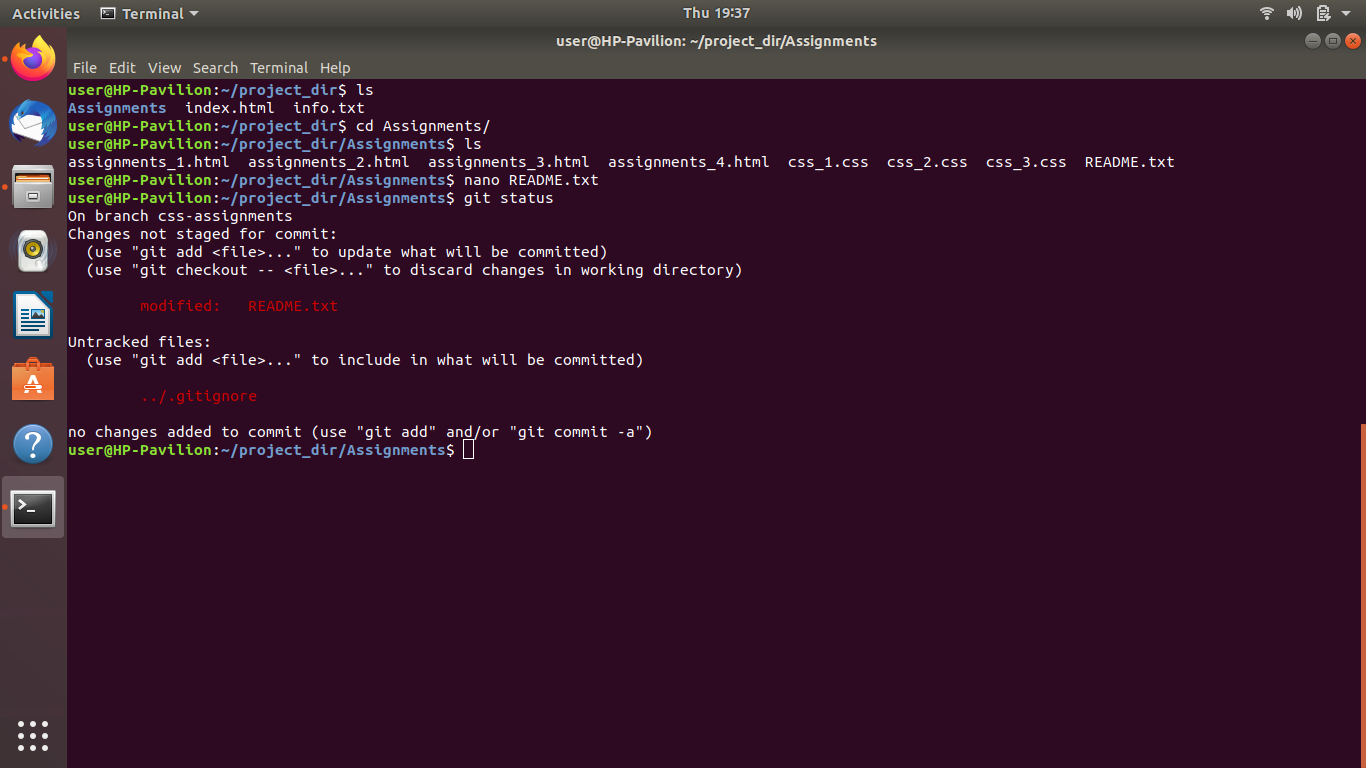 Activities Terminal Thu 19:37
user@HP-Pavilion: ~/project_dir/Assignments
File Edit View Search Terminal Help
user@HP-Pavilion:~/project_dir$ ls
Assignments  index.html  info.txt
user@HP-Pavilion:~/project_dir$ cd Assignments/
user@HP-Pavilion:~/project_dir/Assignments$ ls
assignments_1.html  assignments_2.html  assignments_3.html  assignments_4.html  css_1.css  css_2.css  css_3.css  README.txt
user@HP-Pavilion:~/project_dir/Assignments$ nano README.txt
user@HP-Pavilion:~/project_dir/Assignments$ git status
On branch css-assignments
Changes not staged for commit:
  (use "git add <file>..." to update what will be committed)
  (use "git checkout -- <file>..." to discard changes in working directory)
        modified:   README.txt
Untracked files:
  (use "git add <file>..." to include in what will be committed)
        ../.gitignore
no changes added to commit (use "git add" and/or "git commit -a")
user@HP-Pavilion:~/project_dir/Assignments$